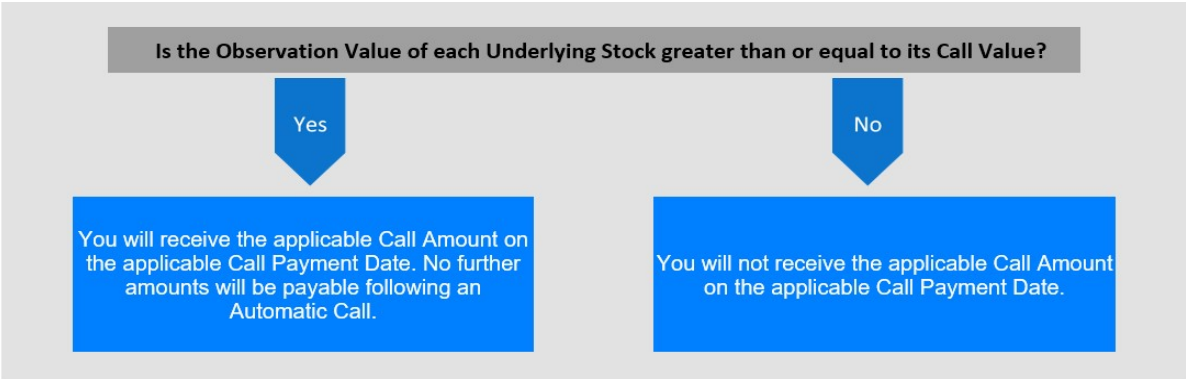 Is the Observation Value of each Underlying Stock greater than or equal to its Call Value?
Yes
No
You will receive the applicable Call Amount on
the applicable Call Payment Date. No further
amounts will be payable following an
Automatic Call.
You will not receive the applicable Call Amount
on the applicable Call Payment Date.